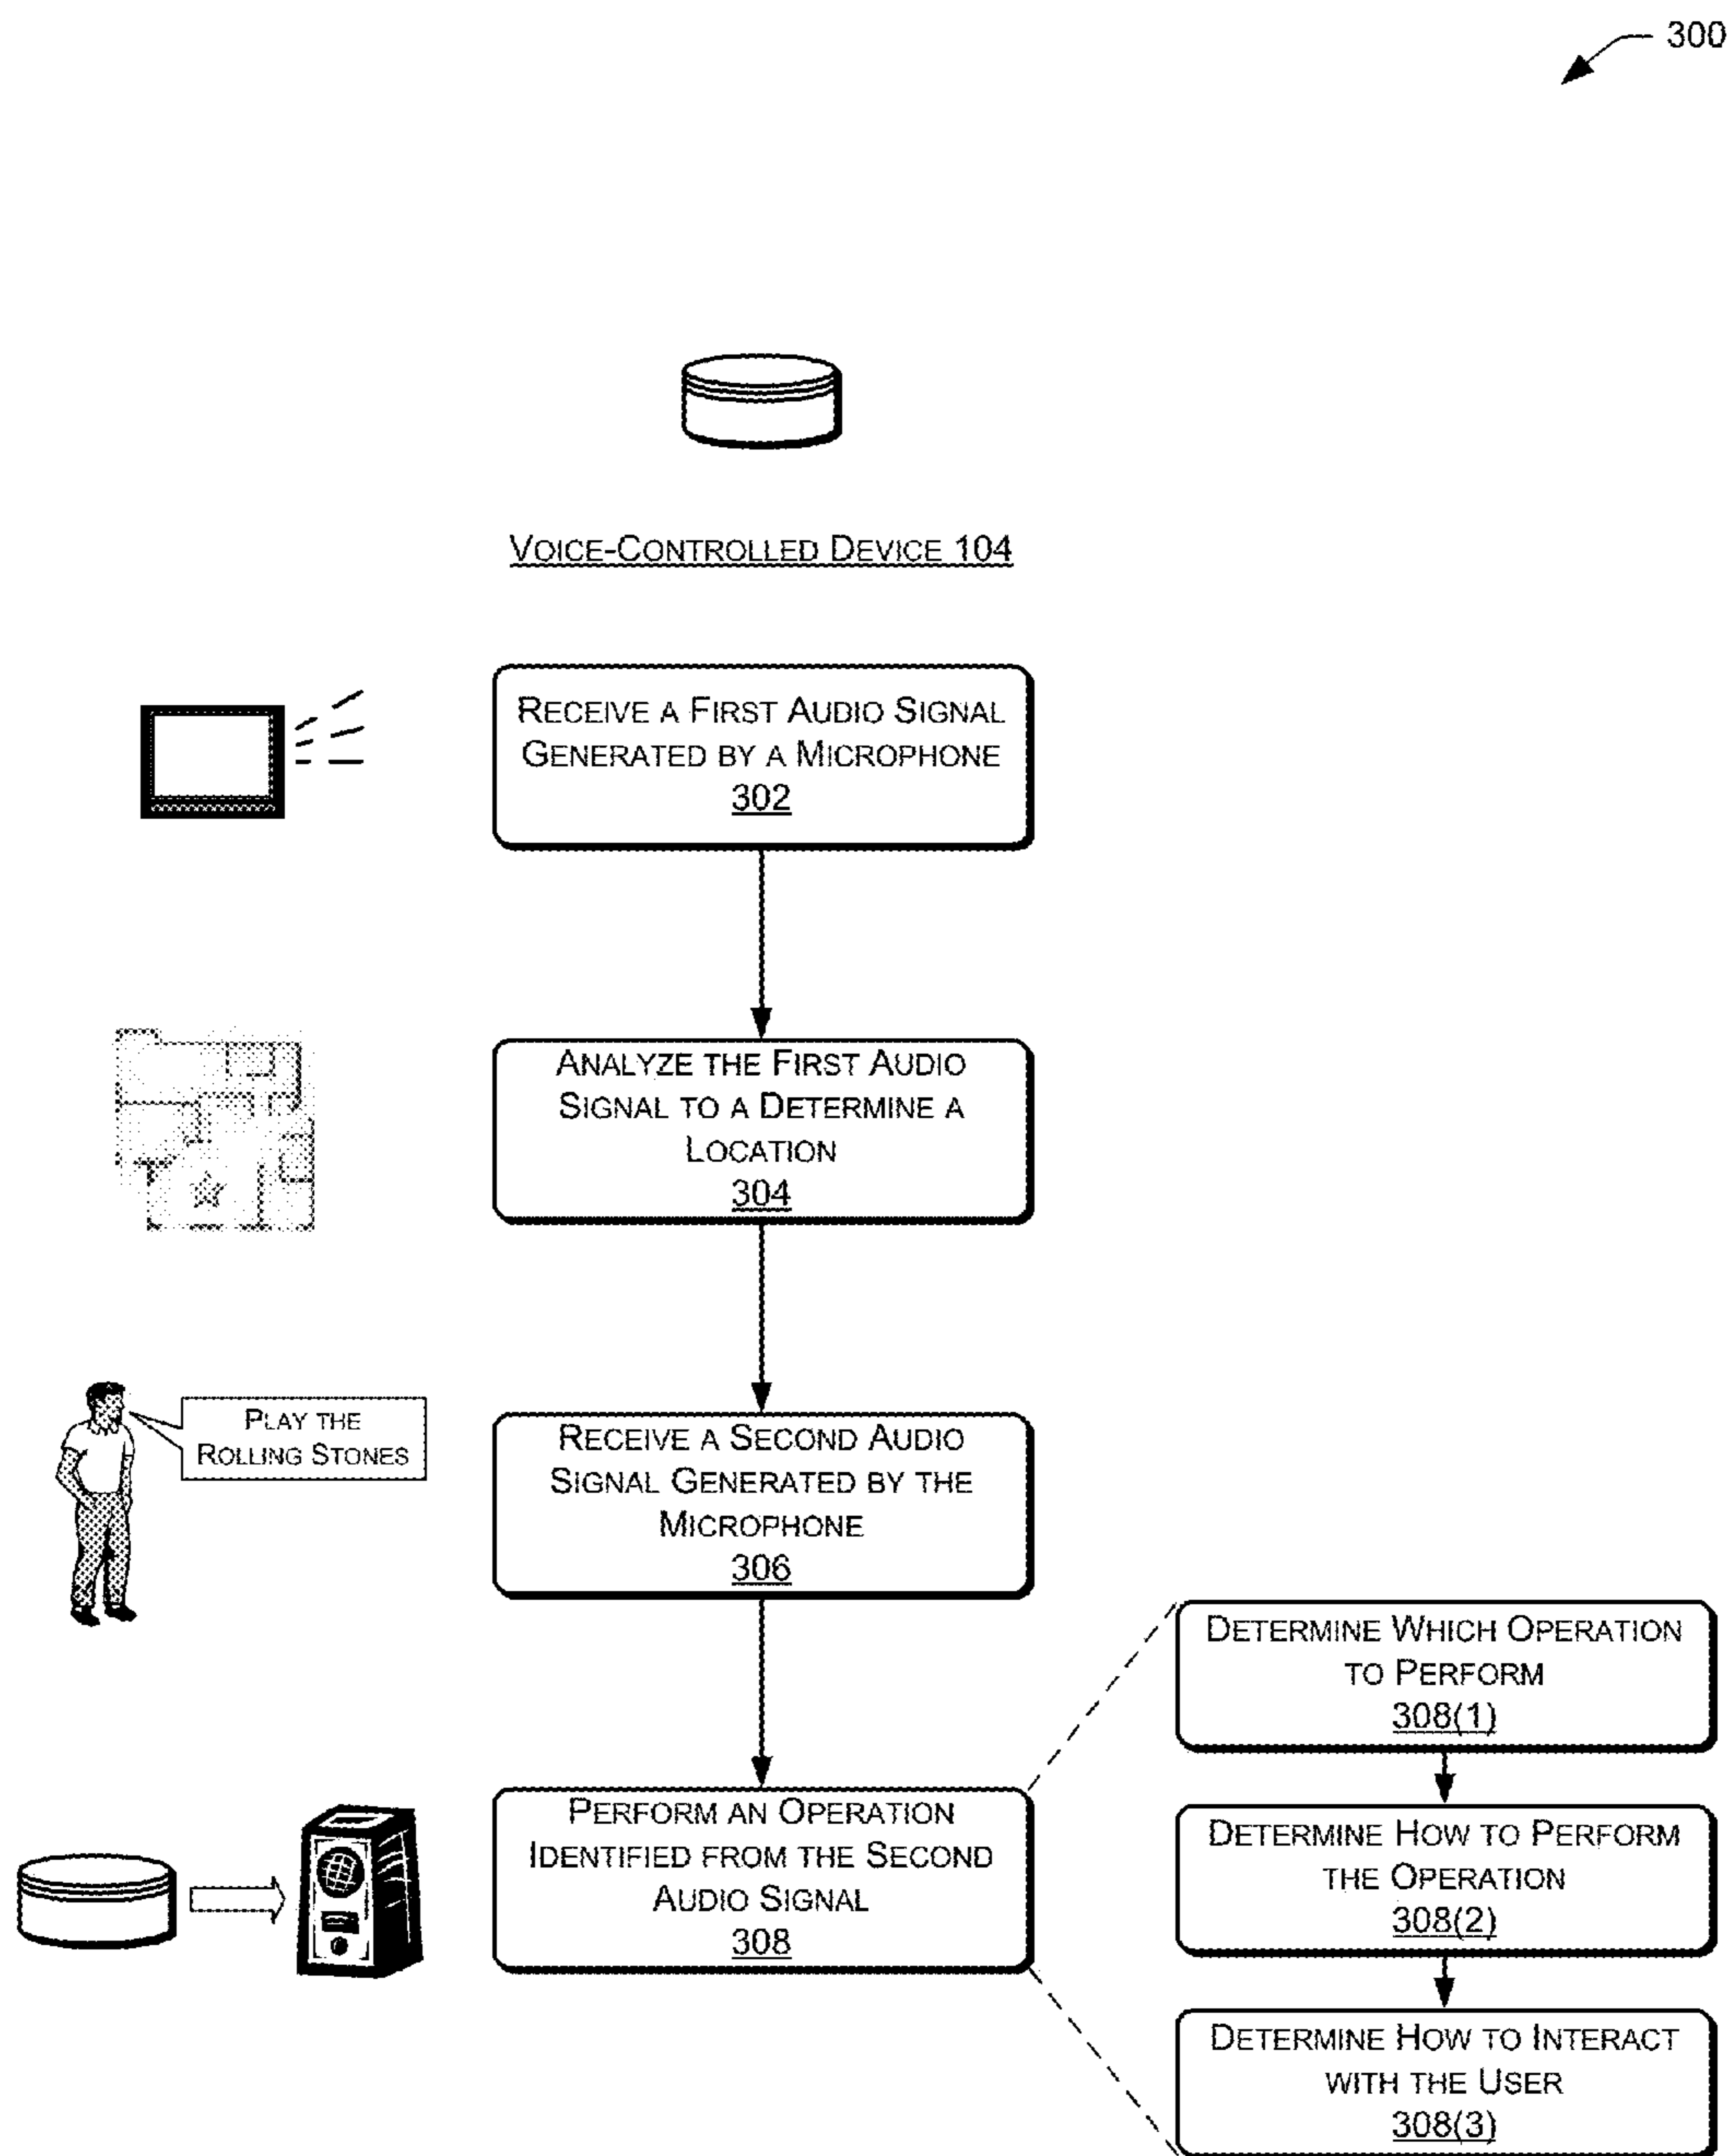 300
VOICE-CONTROLLED DEVICE 104
RECEIVE A FIRST AUDIO SIGNAL
GENERATED BY A MICROPHONE
302
ANALYZE THE FIRST AUDIO
SIGNAL TO A DETERMINE A
LOCATION
304
PLAY THE
ROLLING STONES
RECEIVE A SECOND AUDIO
SIGNAL GENERATED BY THE
MICROPHONE
306
PERFORM AN OPERATION
IDENTIFIED FROM THE SECOND
AUDIO SIGNAL
308
DETERMINE WHICH OPERATION
TO PERFORM
308(1)
DETERMINE HOW TO PERFORM
THE OPERATION
308(2)
DETERMINE HOW TO INTERACT
WITH THE USER
308(3)